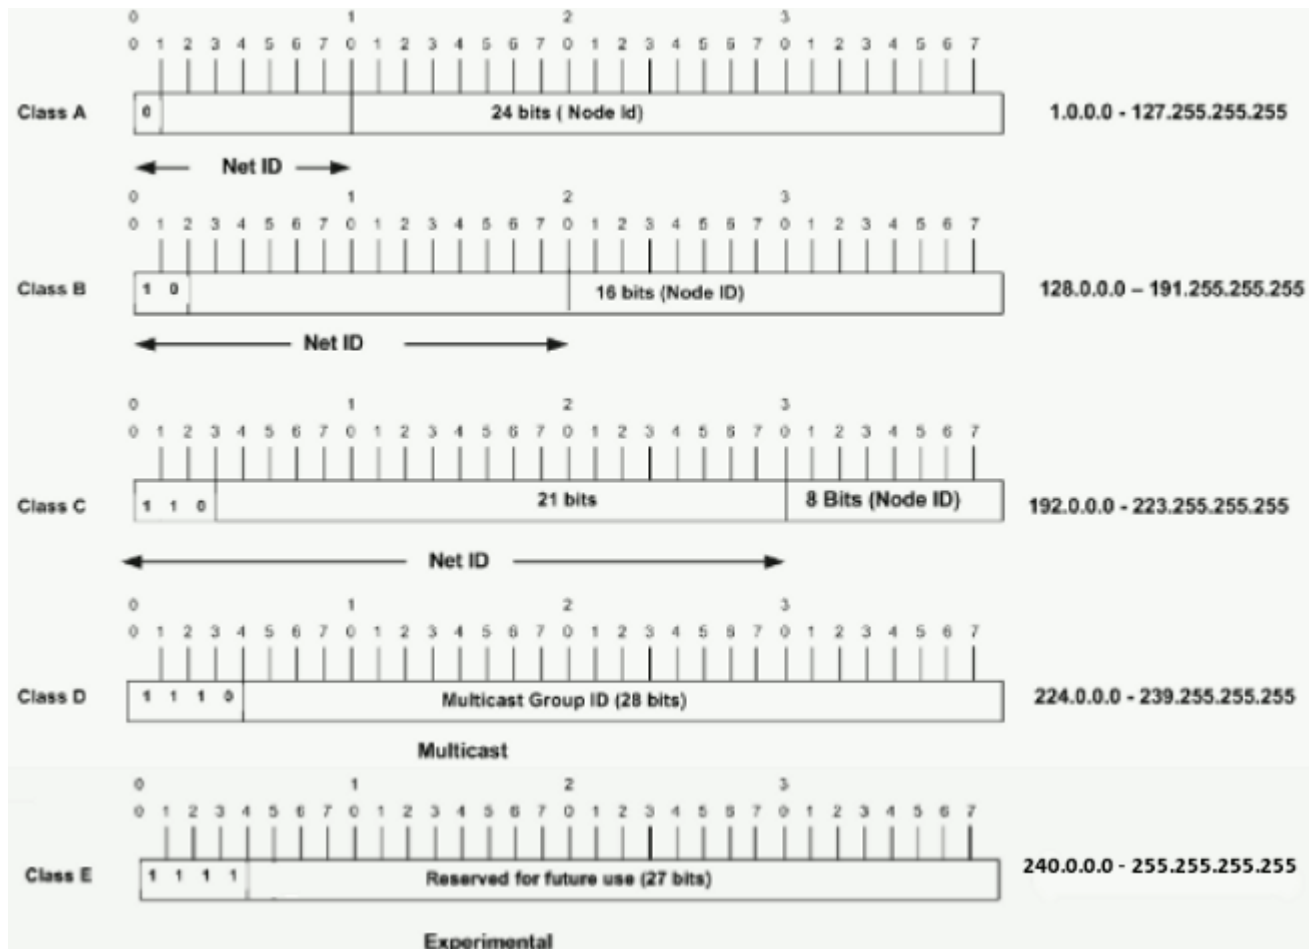 0 1 2 3
0 1 2 3 4 5 6 7 0 1 2 3 4 5 6 7 0 1 2 3 4 5 6 7 0 1 2 3 4 5 6 7
Class A 0 24 bits ( Node Id) 1.0.0.0 - 127.255.255.255
Net ID
0 1 2 3
0 1 2 3 4 5 6 7 0 1 2 3 4 5 6 7 0 1 2 3 4 5 6 7 0 1 2 3 4 5 6 7
Class B 1 0 16 bits (Node ID) 128.0.0.0 – 191.255.255.255
Net ID
0 1 2 3
0 1 2 3 4 5 6 7 0 1 2 3 4 5 6 7 0 1 2 3 4 5 6 7 0 1 2 3 4 5 6 7
Class C 1 1 0 21 bits 8 Bits (Node ID) 192.0.0.0 - 223.255.255.255
Net ID
0 1 2 3
0 1 2 3 4 5 6 7 0 1 2 3 4 5 6 7 0 1 2 3 4 5 6 7 0 1 2 3 4 5 6 7
Class D 1 1 1 0 Multicast Group ID (28 bits) 224.0.0.0 - 239.255.255.255
Multicast
0 1 2 3
0 1 2 3 4 5 6 7 0 1 2 3 4 5 6 7 0 1 2 3 4 5 6 7 0 1 2 3 4 5 6 7
Class E 1 1 1 1 Reserved for future use (27 bits) 240.0.0.0 - 255.255.255.255
Experimental